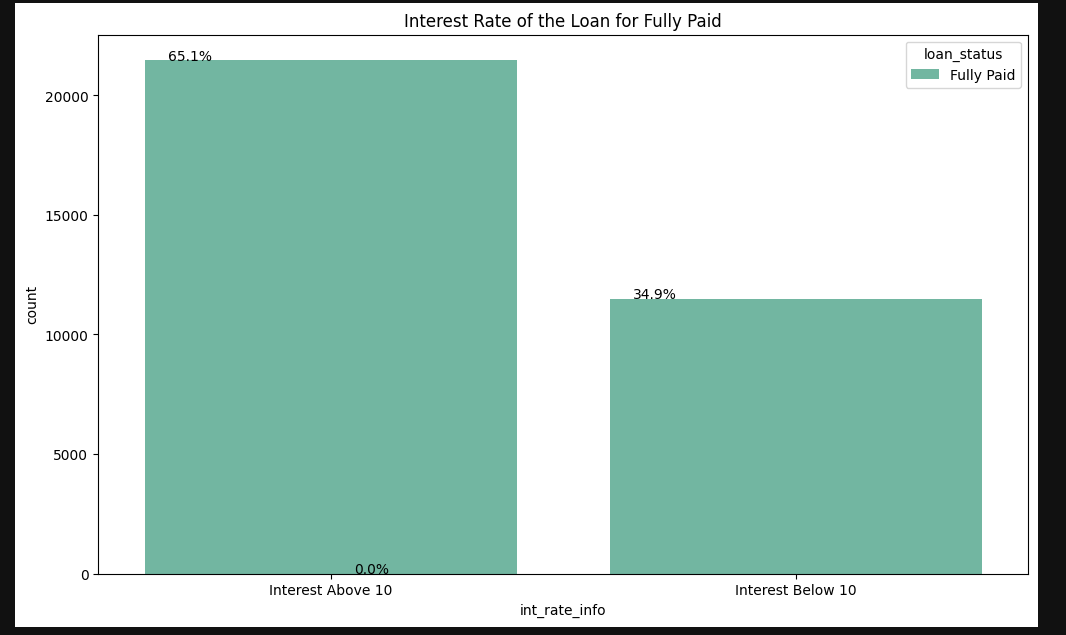 Interest Rate of the Loan for Fully Paid
65.1%
loan_status
Fully Paid
20000
15000
34.9%
count
10000
5000
0.0%
0
Interest Above 10
Interest Below 10
int_rate_info